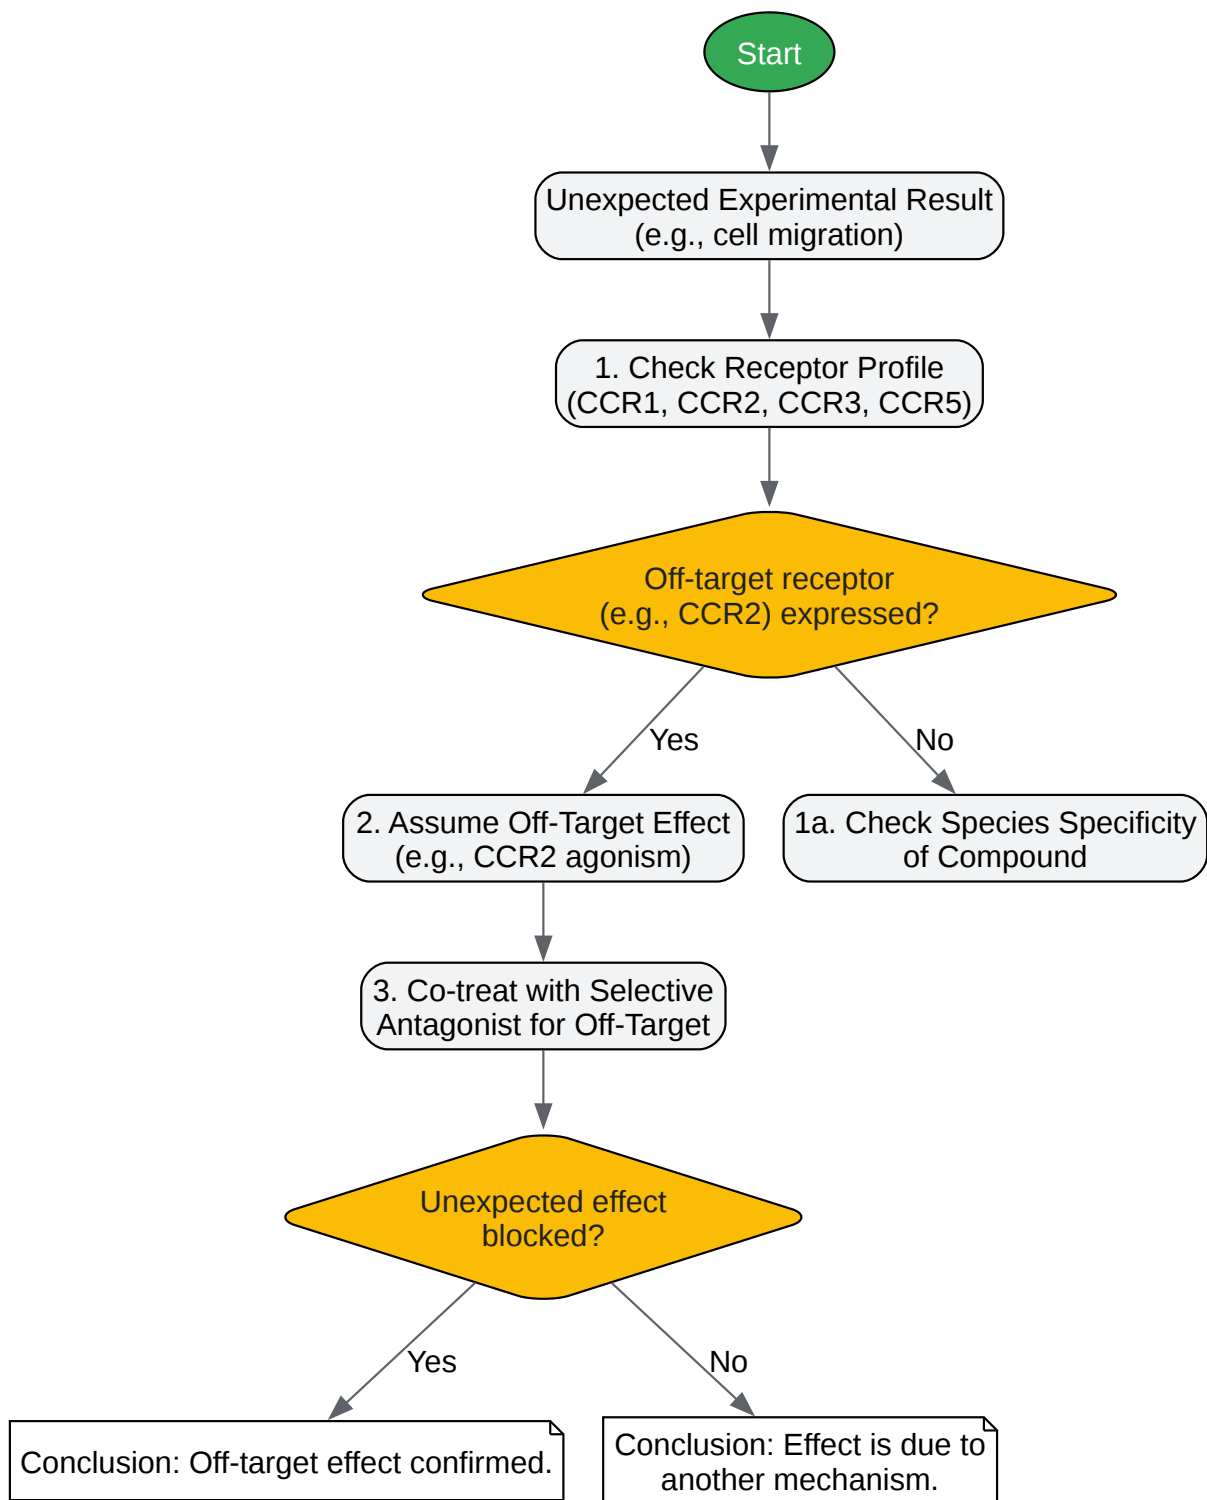 Start
Unexpected Experimental Result
(e.g., cell migration)
1. Check Receptor Profile
(CCR1, CCR2, CCR3, CCR5)
Off-target receptor
(e.g., CCR2) expressed?
Yes
No
2. Assume Off-Target Effect
(e.g., CCR2 agonism)
1a. Check Species Specificity
of Compound
3. Co-treat with Selective
Antagonist for Off-Target
Unexpected effect
blocked?
Yes
No
Conclusion: Off-target effect confirmed.
Conclusion: Effect is due to
another mechanism.